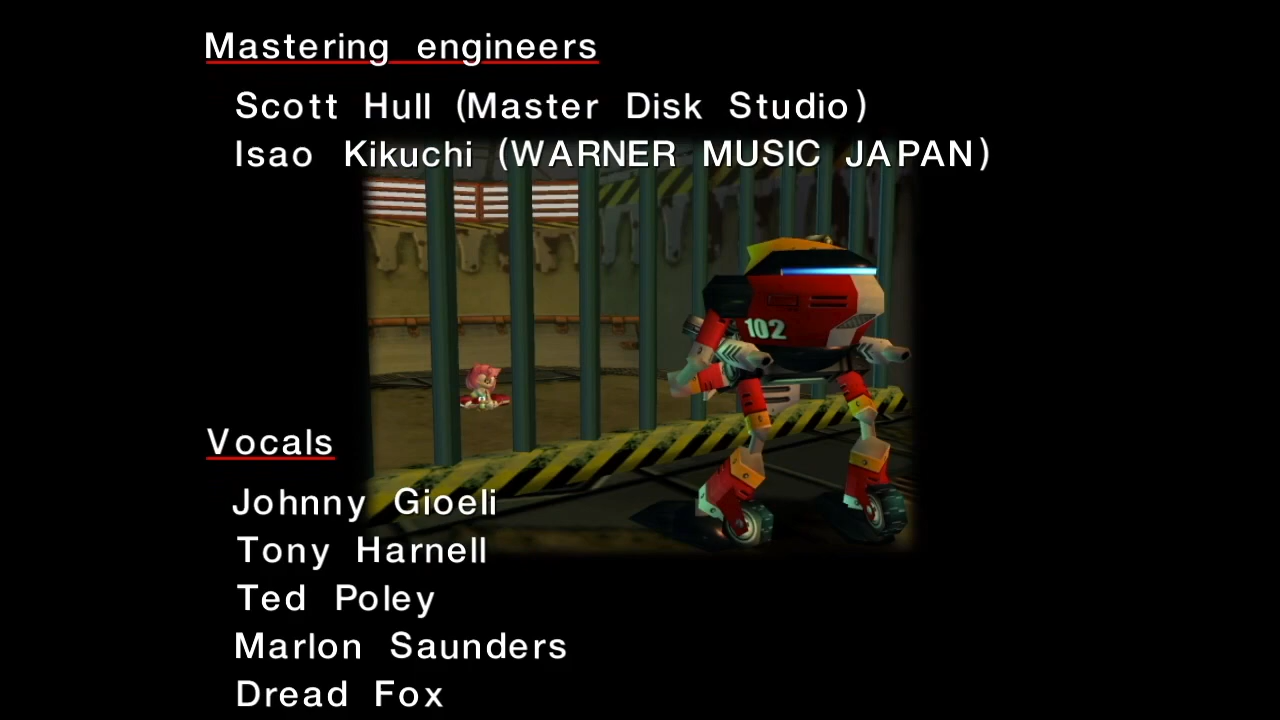 Mastering engineers
Scott Hull (Master Disk Studio)
Isao Kikuchi (WARNER MUSIC JAPAN)
102
Vocals
Johnny Gioeli
Tony Harnell
Ted Poley
Marlon Saunders
Dread Fox